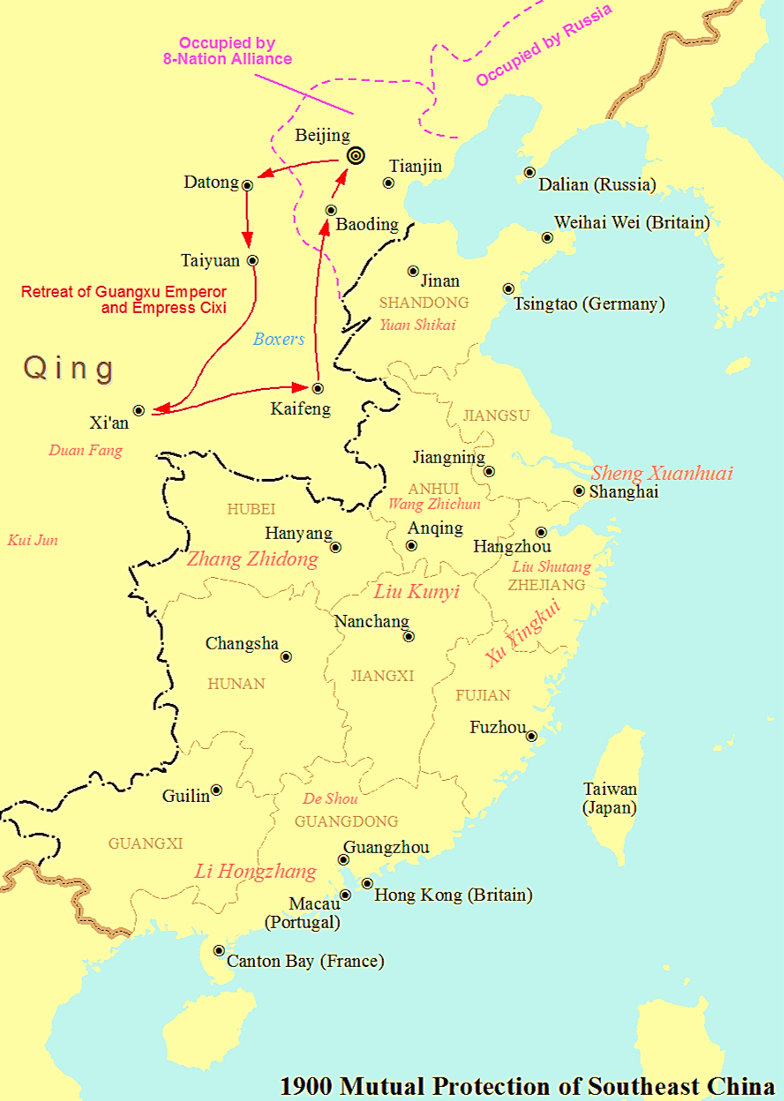 Occupied by
8-Nation Alliance
Occupied by Russia
Beijing
Tianjin
Datong
Dalian (Russia)
Baoding
Weihai Wei (Britain)
Taiyuan
Jinan
Retreat of Guangxu Emperor
and Empress Cixi
SHANDONG
Tsingtao (Germany)
Yuan Shikai
Boxers
Qing
Kaifeng
Xi'an
JIANGSU
Duan Fang
Jiangning
Sheng Xuanhuai
ANHUI
Shanghai
Wang Zhichun
HUBEI
Hanyang
Anqing
Kui Jun
Hangzhou
Zhang Zhidong
Liu Shutang
ZHEJIANG
Liu Kunyi
Nanchang
Xu Yingkui
Changsha
JIANGXI
HUNAN
FUJIAN
Fuzhou
Taiwan
(Japan)
Guilin
De Shou
GUANGDONG
GUANGXI
Guangzhou
Li Hongzhang
Hong Kong (Britain)
Macau
(Portugal)
Canton Bay (France)
1900 Mutual Protection of Southeast China